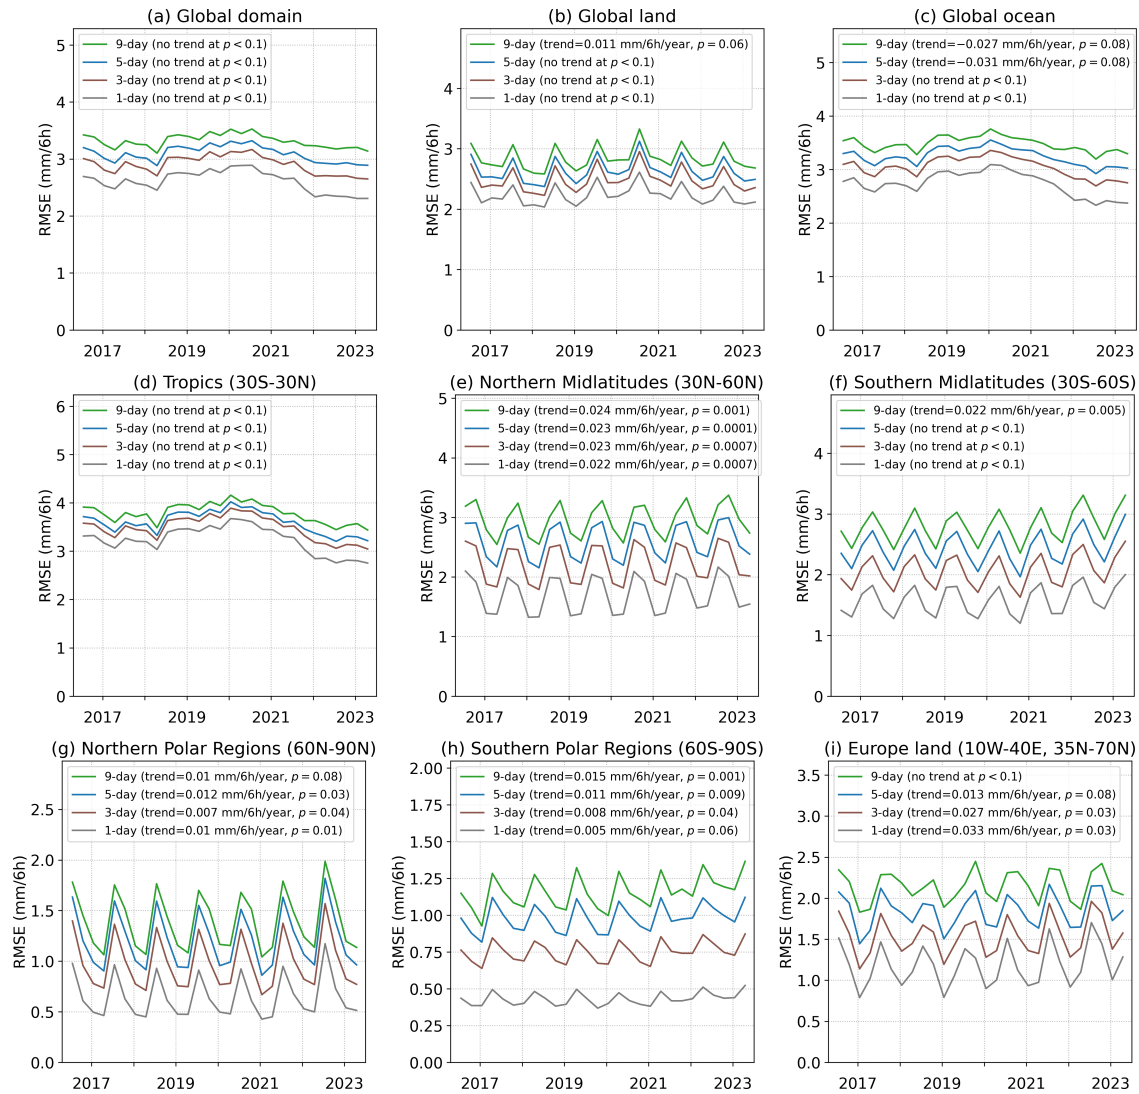 (a) Global domain
9-day (no trend at p < 0.1)
5-day (no trend at p < 0.1)
3-day (no trend at p < 0.1)
1-day (no trend at p < 0.1)
RMSE (mm/6h)
5
4
3
2
1
0
2017 2019 2021 2023
(b) Global land
9-day (trend=0.011 mm/6h/year, p = 0.06)
5-day (no trend at p < 0.1)
3-day (no trend at p < 0.1)
1-day (no trend at p < 0.1)
RMSE (mm/6h)
4
3
2
1
0
2017 2019 2021 2023
(c) Global ocean
9-day (trend=−0.027 mm/6h/year, p = 0.08)
5-day (trend=−0.031 mm/6h/year, p = 0.08)
3-day (no trend at p < 0.1)
1-day (no trend at p < 0.1)
RMSE (mm/6h)
5
4
3
2
1
0
2017 2019 2021 2023
(d) Tropics (30S-30N)
9-day (no trend at p < 0.1)
5-day (no trend at p < 0.1)
3-day (no trend at p < 0.1)
1-day (no trend at p < 0.1)
RMSE (mm/6h)
6
5
4
3
2
1
0
2017 2019 2021 2023
(e) Northern Midlatitudes (30N-60N)
9-day (trend=0.024 mm/6h/year, p = 0.001)
5-day (trend=0.023 mm/6h/year, p = 0.0001)
3-day (trend=0.023 mm/6h/year, p = 0.0007)
1-day (trend=0.022 mm/6h/year, p = 0.0007)
RMSE (mm/6h)
5
4
3
2
1
0
2017 2019 2021 2023
(f) Southern Midlatitudes (30S-60S)
9-day (trend=0.022 mm/6h/year, p = 0.005)
5-day (no trend at p < 0.1)
3-day (no trend at p < 0.1)
1-day (no trend at p < 0.1)
RMSE (mm/6h)
4
3
2
1
0
2017 2019 2021 2023
(g) Northern Polar Regions (60N-90N)
9-day (trend=0.01 mm/6h/year, p = 0.08)
5-day (trend=0.012 mm/6h/year, p = 0.03)
3-day (trend=0.007 mm/6h/year, p = 0.04)
1-day (trend=0.01 mm/6h/year, p = 0.01)
RMSE (mm/6h)
2.5
2.0
1.5
1.0
0.5
0.0
2017 2019 2021 2023
(h) Southern Polar Regions (60S-90S)
9-day (trend=0.015 mm/6h/year, p = 0.001)
5-day (trend=0.011 mm/6h/year, p = 0.009)
3-day (trend=0.008 mm/6h/year, p = 0.04)
1-day (trend=0.005 mm/6h/year, p = 0.06)
RMSE (mm/6h)
2.00
1.75
1.50
1.25
1.00
0.75
0.50
0.25
0.00
2017 2019 2021 2023
(i) Europe land (10W-40E, 35N-70N)
9-day (no trend at p < 0.1)
5-day (trend=0.013 mm/6h/year, p = 0.08)
3-day (trend=0.027 mm/6h/year, p = 0.03)
1-day (trend=0.033 mm/6h/year, p = 0.03)
RMSE (mm/6h)
3.5
3.0
2.5
2.0
1.5
1.0
0.5
0.0
2017 2019 2021 2023